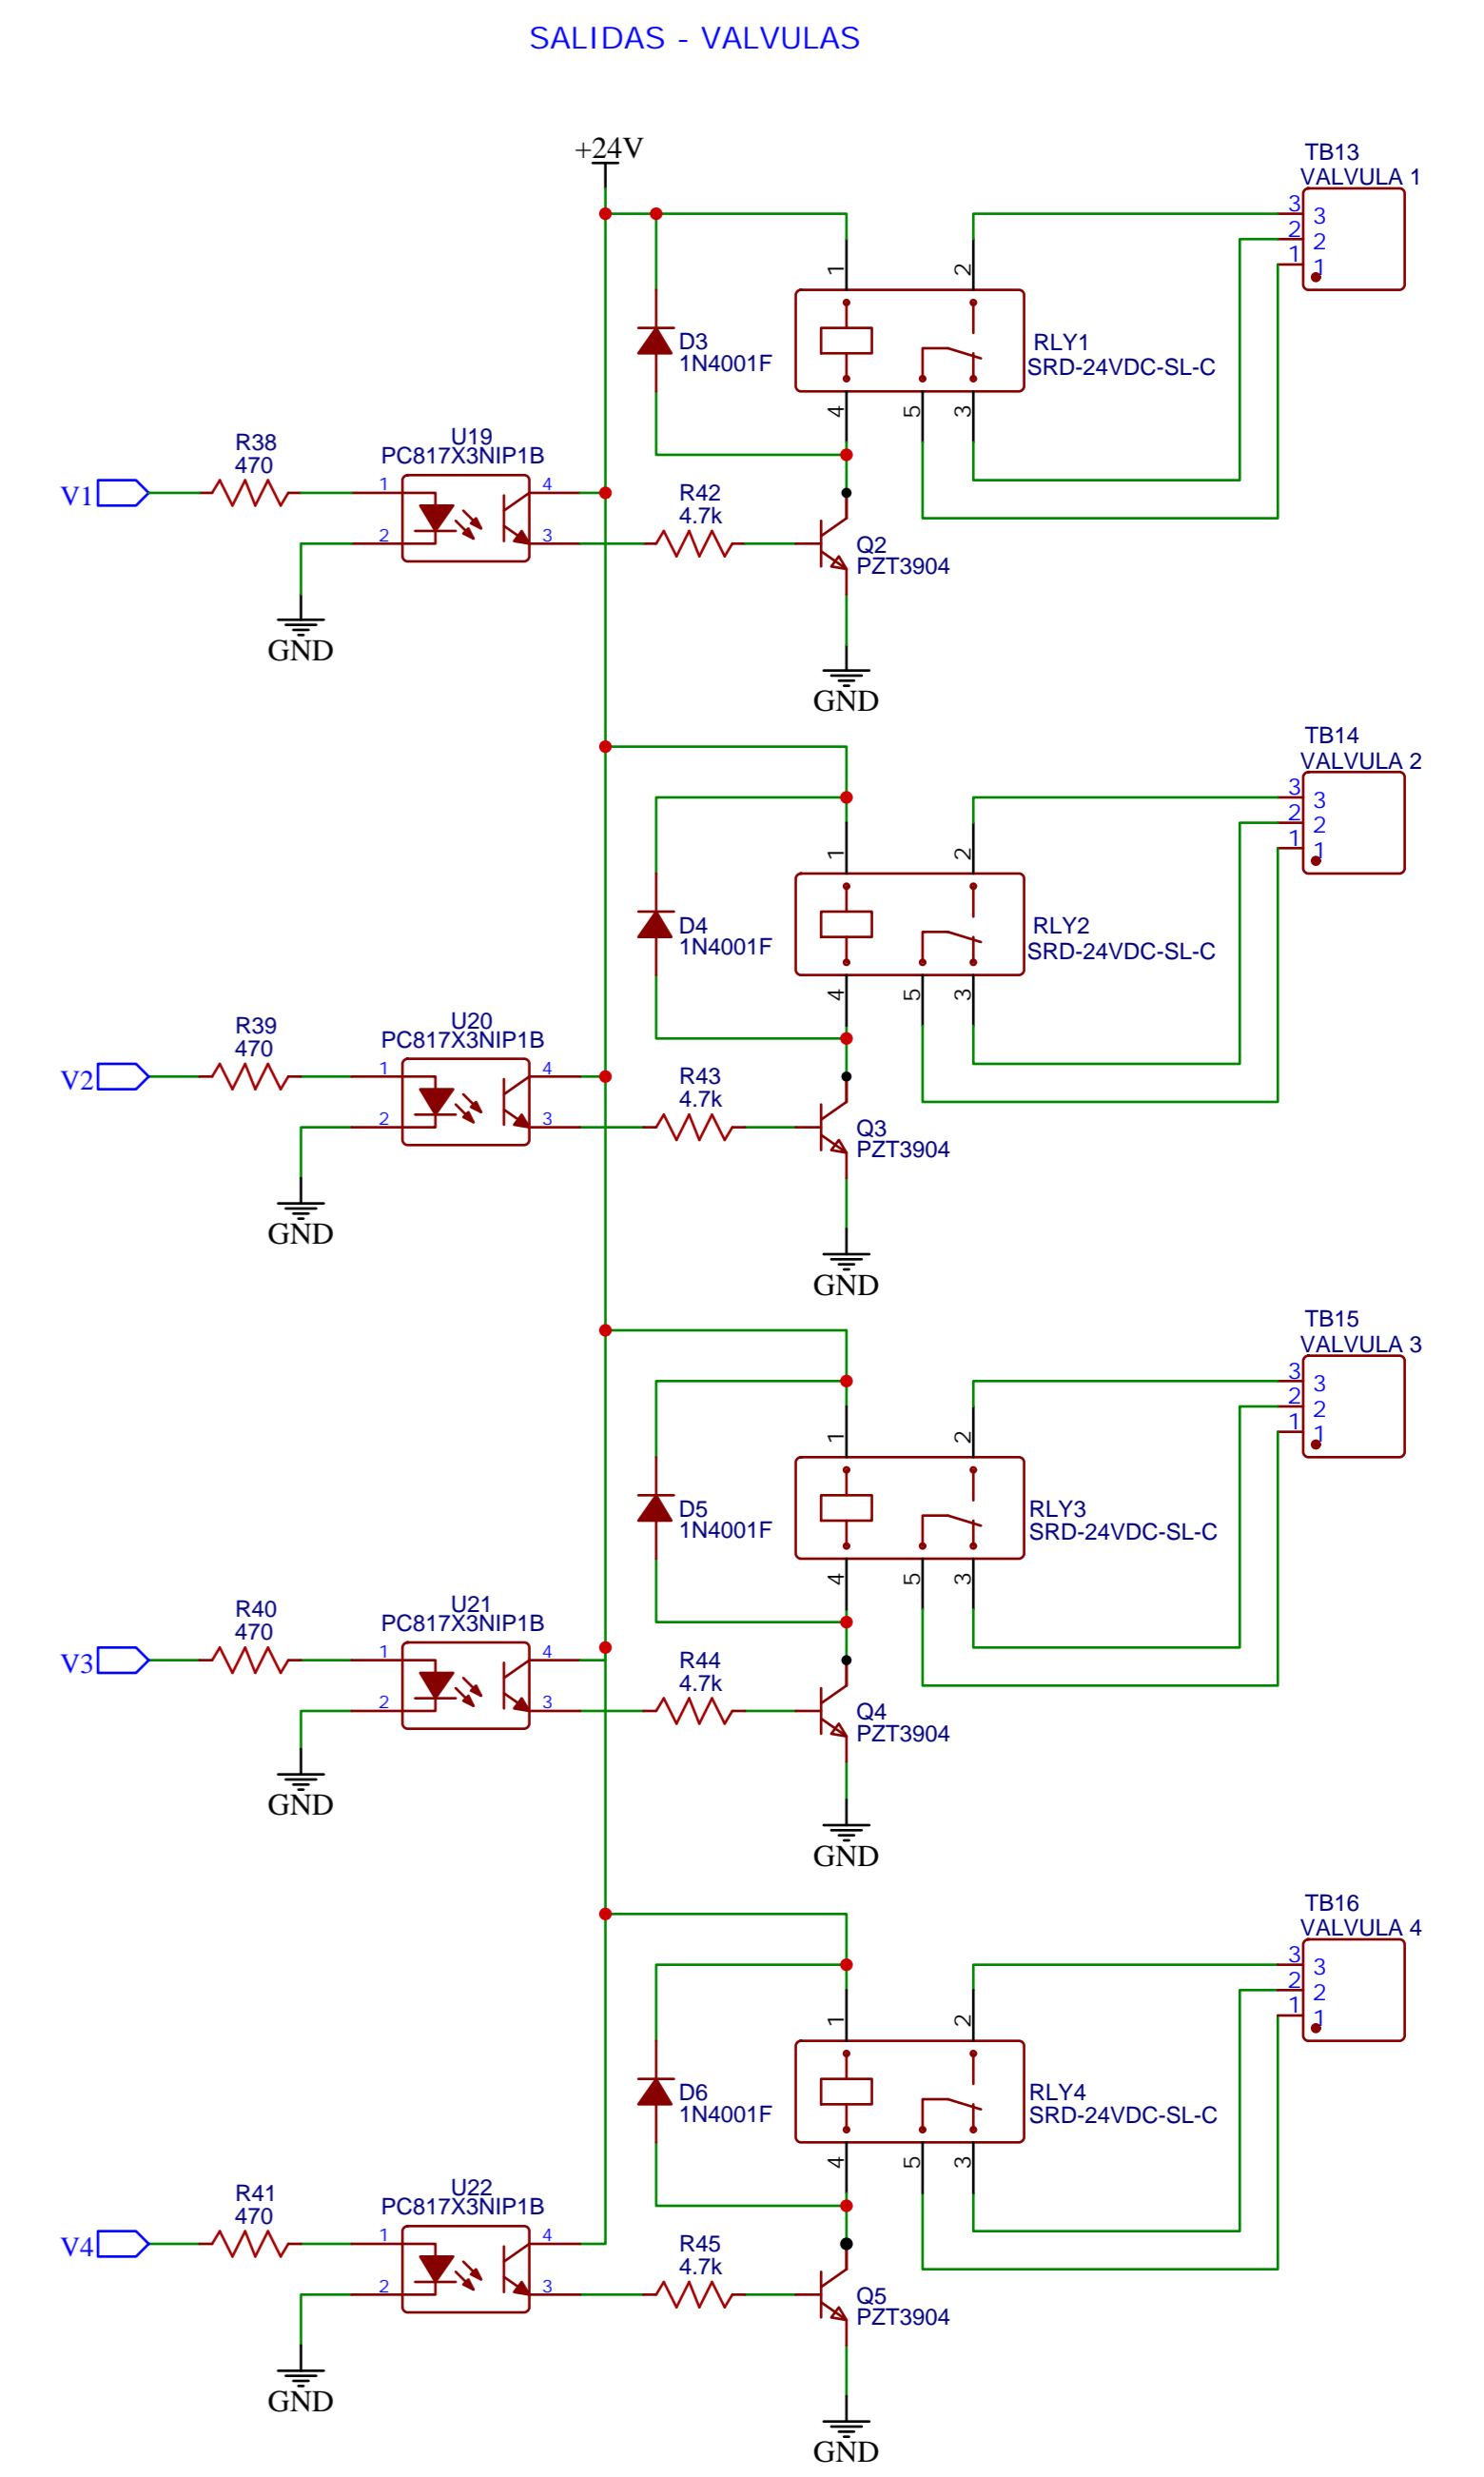 SALIDAS - VALVULAS
+24V
TB13
VALVULA 1
3
3
2
2
1
1
1
2
D3
1N4001F
RLY1
SRD-24VDC-SL-C
4
5
3
R38
470
U19
PC817X3NIP1B
V1
1
4
2
3
R42
4.7k
Q2
PZT3904
GND
GND
TB14
VALVULA 2
3
3
2
2
1
1
1
2
D4
1N4001F
RLY2
SRD-24VDC-SL-C
4
5
3
R39
470
U20
PC817X3NIP1B
V2
1
4
2
3
R43
4.7k
Q3
PZT3904
GND
GND
TB15
VALVULA 3
3
3
2
2
1
1
1
2
D5
1N4001F
RLY3
SRD-24VDC-SL-C
4
5
3
R40
470
U21
PC817X3NIP1B
V3
1
4
2
3
R44
4.7k
Q4
PZT3904
GND
GND
TB16
VALVULA 4
3
3
2
2
1
1
1
2
D6
1N4001F
RLY4
SRD-24VDC-SL-C
4
5
3
R41
470
U22
PC817X3NIP1B
V4
1
4
2
3
R45
4.7k
Q5
PZT3904
GND
GND